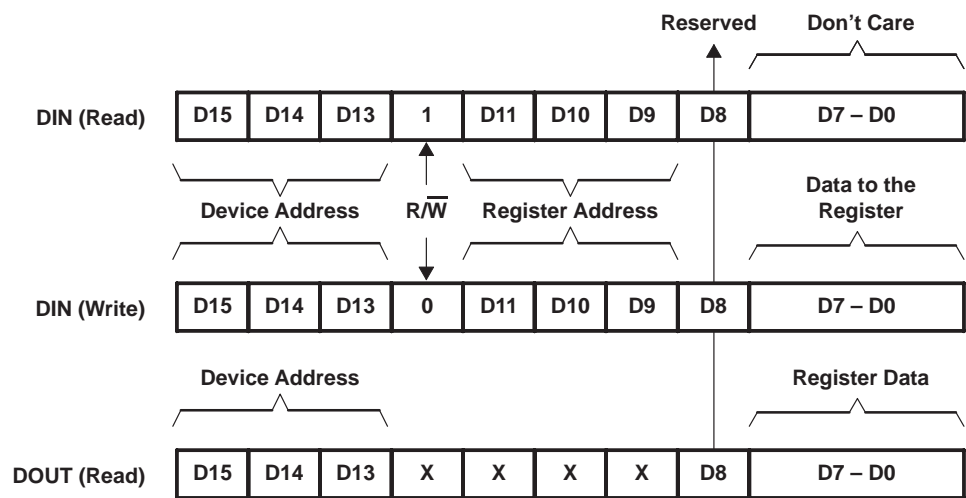 Reserved Don't Care
DIN (Read) D15 D14 D13 1 D11 D10 D9 D8 D7 – D0
Device Address R/W̅ Register Address Data to the
Register
DIN (Write) D15 D14 D13 0 D11 D10 D9 D8 D7 – D0
Device Address Register Data
DOUT (Read) D15 D14 D13 X X X X D8 D7 – D0